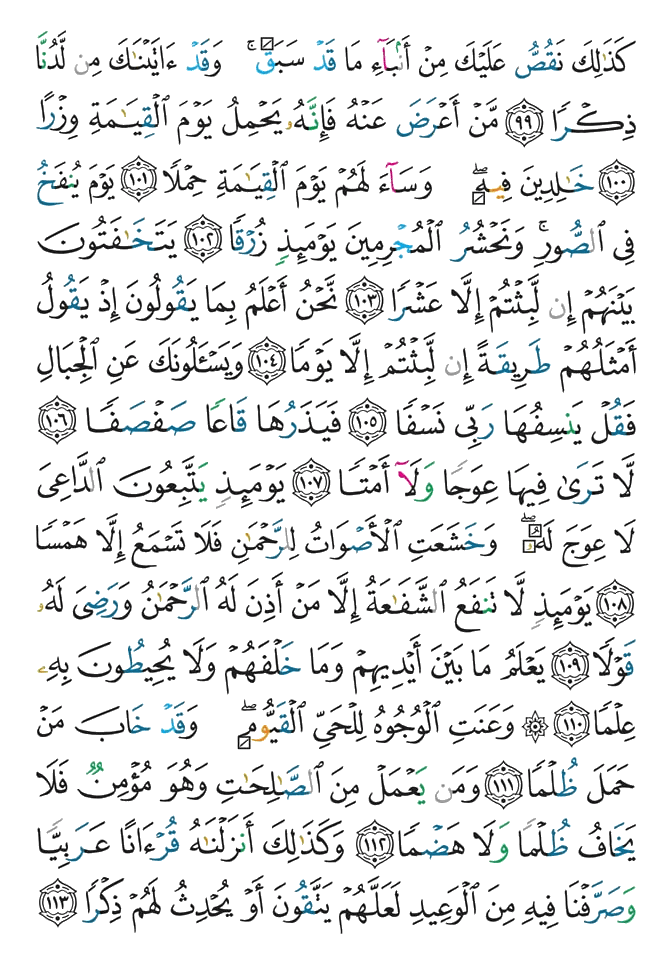 كَذَٰلِكَ نَقُصُّ عَلَيْكَ مِنْ أَنۢبَآءِ مَا قَدْ سَبَقَ ۚ وَقَدْ ءَاتَيْنَٰكَ مِن لَّدُنَّا
ذِكْرًا ٩٩ مَّنْ أَعْرَضَ عَنْهُ فَإِنَّهُۥ يَحْمِلُ يَوْمَ ٱلْقِيَٰمَةِ وِزْرًا
١٠٠ خَٰلِدِينَ فِيهِ ۖ وَسَآءَ لَهُمْ يَوْمَ ٱلْقِيَٰمَةِ حِمْلًا ١٠١ يَوْمَ يُنفَخُ
فِى ٱلصُّورِ ۚ وَنَحْشُرُ ٱلْمُجْرِمِينَ يَوْمَئِذٍ زُرْقًا ١٠٢ يَتَخَٰفَتُونَ
بَيْنَهُمْ إِن لَّبِثْتُمْ إِلَّا عَشْرًا ١٠٣ نَّحْنُ أَعْلَمُ بِمَا يَقُولُونَ إِذْ يَقُولُ
أَمْثَلُهُمْ طَرِيقَةً إِن لَّبِثْتُمْ إِلَّا يَوْمًا ١٠٤ وَيَسْـَٔلُونَكَ عَنِ ٱلْجِبَالِ
فَقُلْ يَنسِفُهَا رَبِّى نَسْفًا ١٠٥ فَيَذَرُهَا قَاعًا صَفْصَفًا ١٠٦
لَّا تَرَىٰ فِيهَا عِوَجًا وَلَآ أَمْتًا ١٠٧ يَوْمَئِذٍ يَتَّبِعُونَ ٱلدَّاعِىَ
لَا عِوَجَ لَهُۥ ۖ وَخَشَعَتِ ٱلْأَصْوَاتُ لِلرَّحْمَٰنِ فَلَا تَسْمَعُ إِلَّا هَمْسًا
١٠٨ يَوْمَئِذٍ لَّا تَنفَعُ ٱلشَّفَٰعَةُ إِلَّا مَنْ أَذِنَ لَهُ ٱلرَّحْمَٰنُ وَرَضِىَ لَهُۥ
قَوْلًا ١٠٩ يَعْلَمُ مَا بَيْنَ أَيْدِيهِمْ وَمَا خَلْفَهُمْ وَلَا يُحِيطُونَ بِهِۦ
عِلْمًا ١١٠ ۞ وَعَنَتِ ٱلْوُجُوهُ لِلْحَىِّ ٱلْقَيُّومِ ۖ وَقَدْ خَابَ مَنْ
حَمَلَ ظُلْمًا ١١١ وَمَن يَعْمَلْ مِنَ ٱلصَّٰلِحَٰتِ وَهُوَ مُؤْمِنٌ فَلَا
يَخَافُ ظُلْمًا وَلَا هَضْمًا ١١٢ وَكَذَٰلِكَ أَنزَلْنَٰهُ قُرْءَانًا عَرَبِيًّا
وَصَرَّفْنَا فِيهِ مِنَ ٱلْوَعِيدِ لَعَلَّهُمْ يَتَّقُونَ أَوْ يُحْدِثُ لَهُمْ ذِكْرًا ١١٣